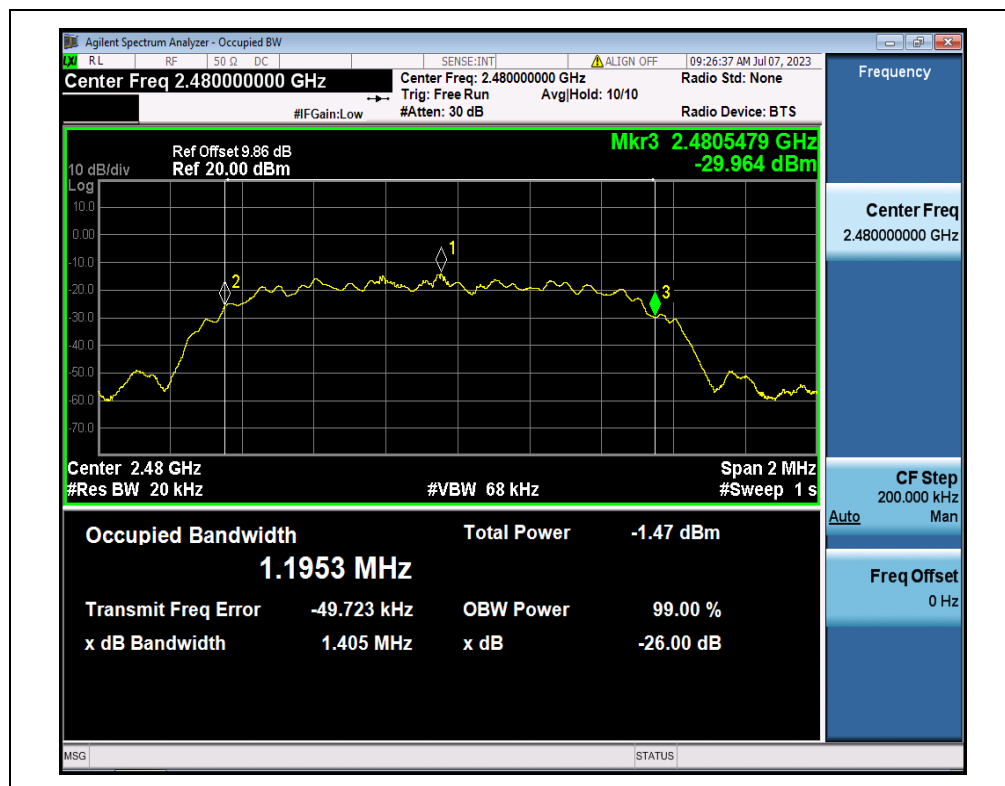 Agilent Spectrum Analyzer - Occupied BW
LXI RL RF 50 Ω DC SENSE:INT ALIGN OFF 09:26:37 AM Jul 07, 2023
Center Freq 2.480000000 GHz
Center Freq: 2.480000000 GHz
Radio Std: None
Trig: Free Run Avg|Hold: 10/10
#IFGain:Low
#Atten: 30 dB
Radio Device: BTS
Mkr3 2.4805479 GHz
-29.964 dBm
Ref Offset 9.86 dB
10 dB/div Ref 20.00 dBm
Log
10.0
0.00
-10.0
-20.0
-30.0
-40.0
-50.0
-60.0
-70.0
1
2
3
Center 2.48 GHz Span 2 MHz
#Res BW 20 kHz #VBW 68 kHz #Sweep 1 s
Occupied Bandwidth Total Power -1.47 dBm
1.1953 MHz
Transmit Freq Error -49.723 kHz OBW Power 99.00 %
x dB Bandwidth 1.405 MHz x dB -26.00 dB
MSG STATUS
Frequency
Center Freq
2.480000000 GHz
CF Step
200.000 kHz
Auto Man
Freq Offset
0 Hz